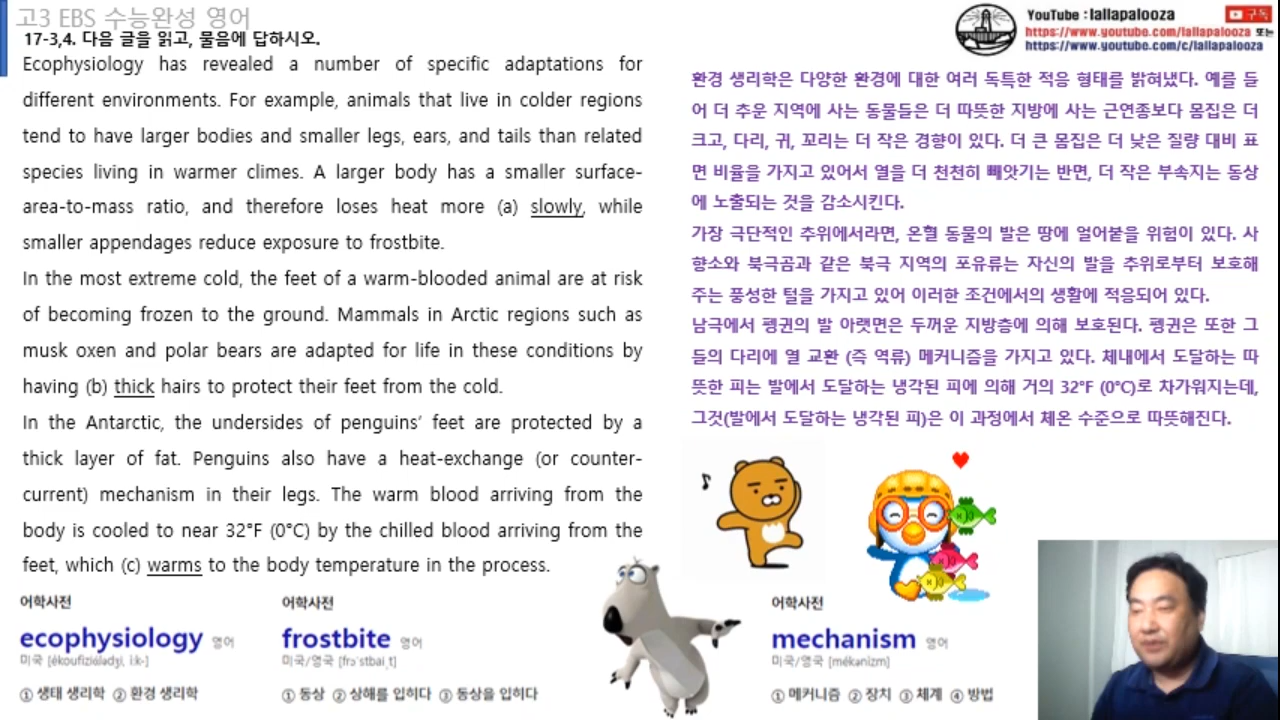 고3 EBS 수능완성 영어
17-3,4. 다음 글을 읽고, 물음에 답하시오.
Ecophysiology has revealed a number of specific adaptations for
different environments. For example, animals that live in colder regions
tend to have larger bodies and smaller legs, ears, and tails than related
species living in warmer climes. A larger body has a smaller surface-
area-to-mass ratio, and therefore loses heat more (a) slowly, while
smaller appendages reduce exposure to frostbite.
In the most extreme cold, the feet of a warm-blooded animal are at risk
of becoming frozen to the ground. Mammals in Arctic regions such as
musk oxen and polar bears are adapted for life in these conditions by
having (b) thick hairs to protect their feet from the cold.
In the Antarctic, the undersides of penguins' feet are protected by a
thick layer of fat. Penguins also have a heat-exchange (or counter-
current) mechanism in their legs. The warm blood arriving from the
body is cooled to near 32°F (0°C) by the chilled blood arriving from the
feet, which (c) warms to the body temperature in the process.
YouTube : lallapalooza
구독
https://www.youtube.com/lallapalooza 또는
https://www.youtube.com/c/lallapalooza
환경 생리학은 다양한 환경에 대한 여러 독특한 적응 형태를 밝혀냈다. 예를 들
어 더 추운 지역에 사는 동물들은 더 따뜻한 지방에 사는 근연종보다 몸집은 더
크고, 다리, 귀, 꼬리는 더 작은 경향이 있다. 더 큰 몸집은 더 낮은 질량 대비 표
면 비율을 가지고 있어서 열을 더 천천히 빼앗기는 반면, 더 작은 부속지는 동상
에 노출되는 것을 감소시킨다.
가장 극단적인 추위에서라면, 온혈 동물의 발은 땅에 얼어붙을 위험이 있다. 사
향소와 북극곰과 같은 북극 지역의 포유류는 자신의 발을 추위로부터 보호해
주는 풍성한 털을 가지고 있어 이러한 조건에서의 생활에 적응되어 있다.
남극에서 펭귄의 발 아랫면은 두꺼운 지방층에 의해 보호된다. 펭귄은 또한 그
들의 다리에 열 교환 (즉 역류) 메커니즘을 가지고 있다. 체내에서 도달하는 따
뜻한 피는 발에서 도달하는 냉각된 피에 의해 거의 32°F (0°C)로 차가워지는데,
그것(발에서 도달하는 냉각된 피)은 이 과정에서 체온 수준으로 따뜻해진다.
어학사전
ecophysiology 영어
미국
① 생태 생리학 ② 환경 생리학
어학사전
frostbite 영어
미국/영국
① 동상 ② 상해를 입히다 ③ 동상을 입히다
어학사전
mechanism 영어
미국/영국 [mékənìzm]
① 메커니즘 ② 장치 ③ 체계 ④ 방법